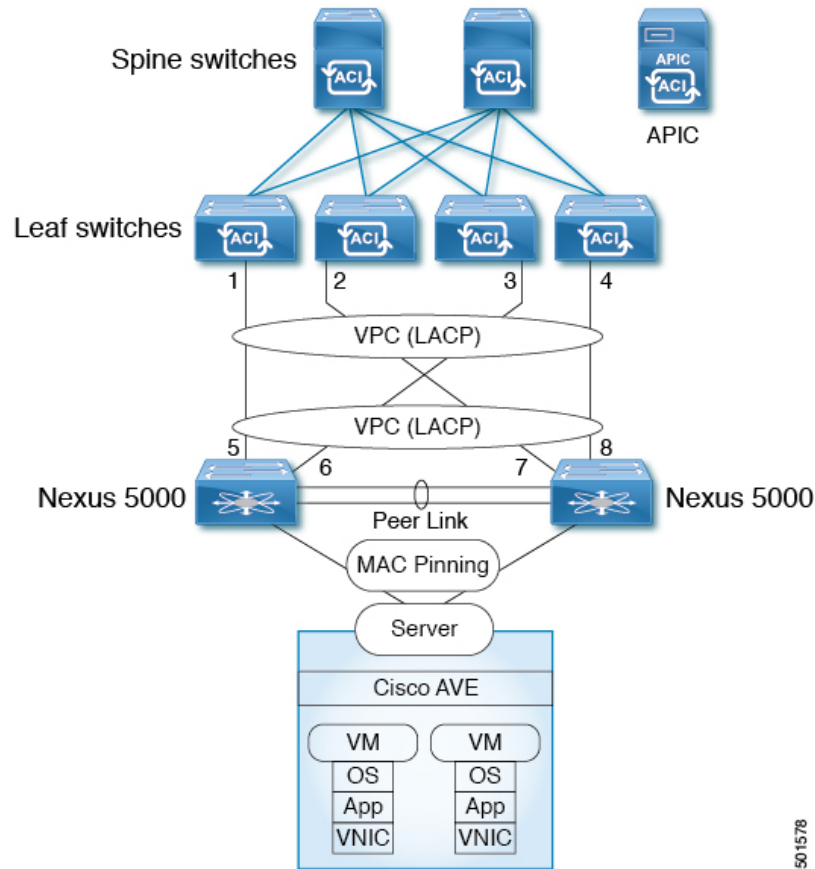 Spine switches
ACI
ACI
APIC
ACI
APIC
Leaf switches
ACI
ACI
ACI
ACI
1
2
3
4
VPC (LACP)
VPC (LACP)
5
6
7
8
Nexus 5000
Nexus 5000
Peer Link
MAC Pinning
Server
Cisco AVE
VM
VM
OS
OS
App
App
VNIC
VNIC
501578